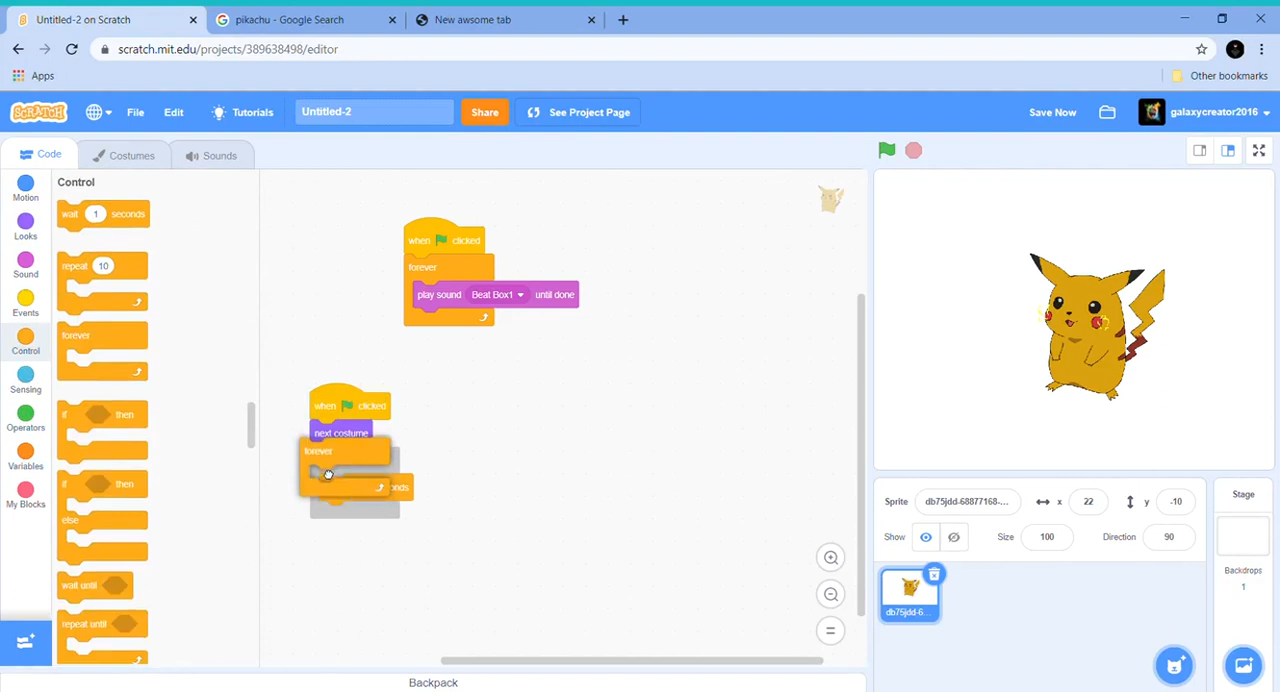 Untitled-2 on Scratch
pikachu - Google Search
New awsome tab
scratch.mit.edu/projects/389638498/editor
Apps
Other bookmarks
SCRATCH
File
Edit
Tutorials
Untitled-2
Share
See Project Page
Save Now
galaxycreator2016
Code
Costumes
Sounds
Motion
Looks
Sound
Events
Control
Sensing
Operators
Variables
My Blocks
Control
wait 1 seconds
repeat 10
forever
if then
if then
else
wait until
repeat until
when clicked
forever
play sound Beat Box1 until done
when clicked
next costume
forever
onds
Sprite
db75jdd-68877168-...
x
22
y
-10
Show
Size
100
Direction
90
db75jdd-6...
Stage
Backdrops
1
Backpack